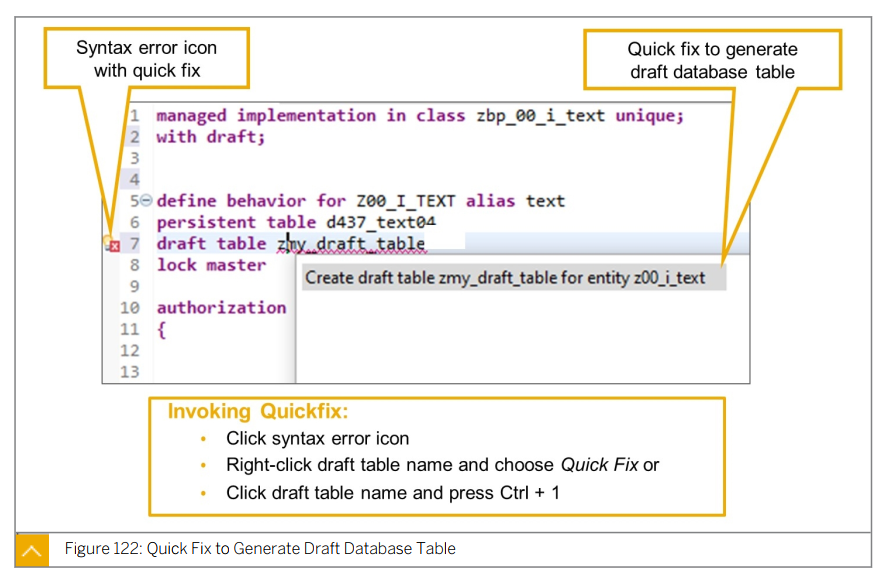 Syntax error icon
with quick fix
Quick fix to generate
draft database table
1 managed implementation in class zbp_00_i_text unique;
2 with draft;
3
4
5 define behavior for Z00_I_TEXT alias text
6 persistent table d437_text04
7 draft table zmy_draft_table
8 lock master
Create draft table zmy_draft_table for entity z00_i_text
9
10 authorization
11 {
12
13
Invoking Quickfix:
• Click syntax error icon
• Right-click draft table name and choose Quick Fix or
• Click draft table name and press Ctrl + 1
Figure 122: Quick Fix to Generate Draft Database Table